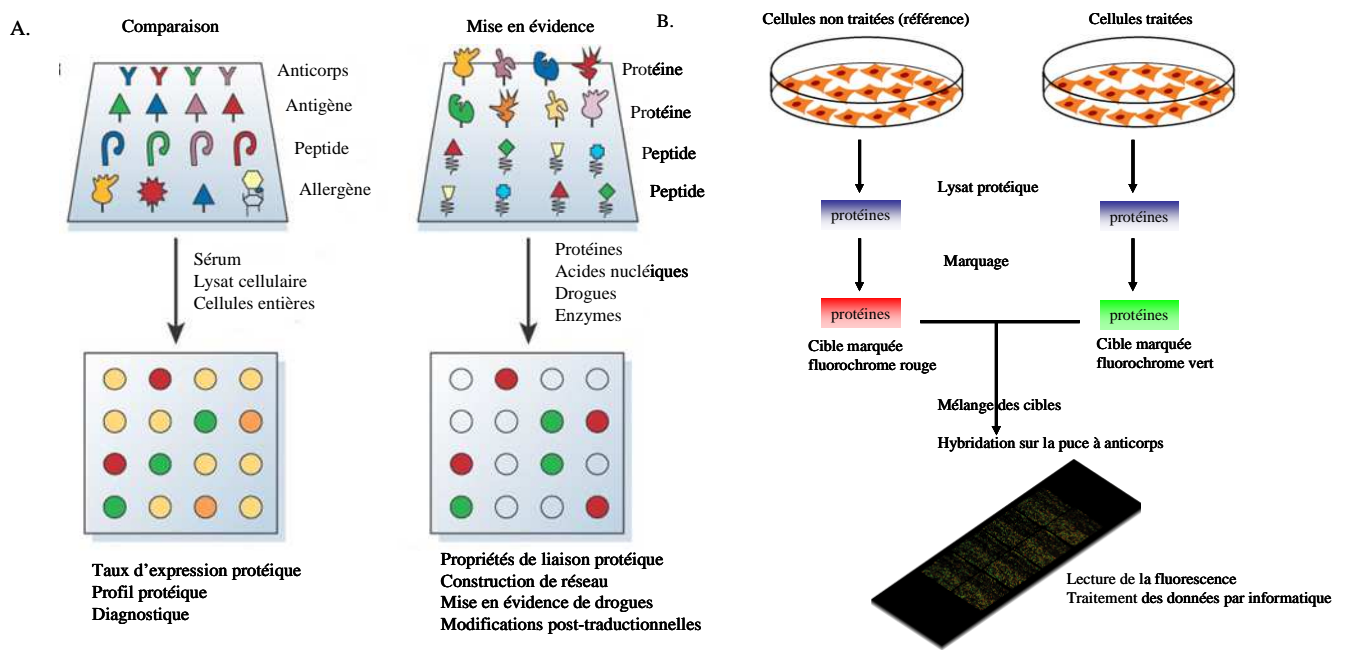 A.
Comparaison
Anticorps
Antigène
Peptide
Allergène
Sérum
Lysat cellulaire
Cellules entières
Taux d’expression protéique
Profil protéique
Diagnostique
Mise en évidence
Protéine
Protéine
Peptide
Peptide
Protéines
Acides nucléiques
Drogues
Enzymes
Propriétés de liaison protéique
Construction de réseau
Mise en évidence de drogues
Modifications post-traductionnelles
B.
Cellules non traitées (référence)
Cellules traitées
Lysat protéique
protéines
protéines
Marquage
protéines
protéines
Cible marquée
fluorochrome rouge
Cible marquée
fluorochrome vert
Mélange des cibles
Hybridation sur la puce à anticorps
Lecture de la fluorescence
Traitement des données par informatique